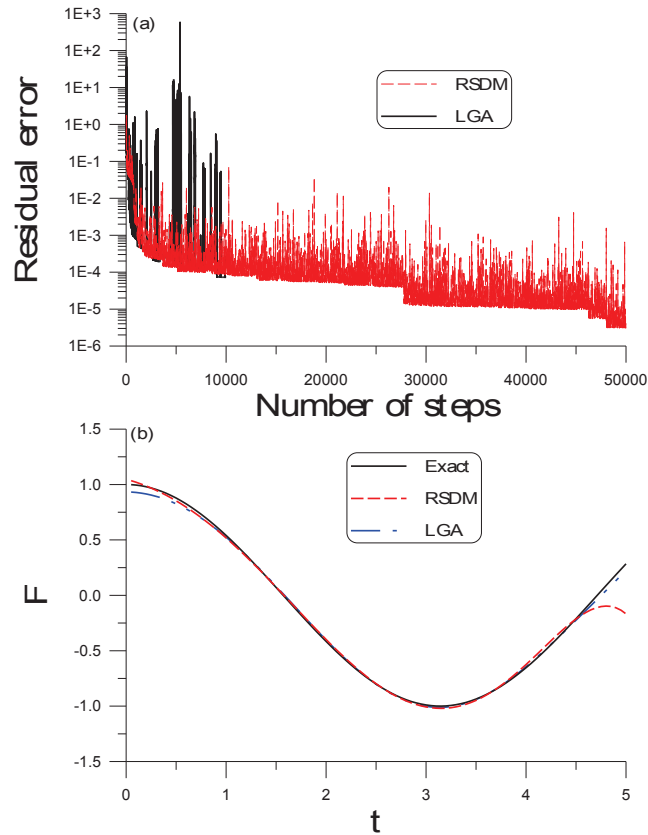 (a)
1E+3
1E+2
1E+1
1E+0
1E-1
1E-2
1E-3
1E-4
1E-5
1E-6
Residual error
RSDM
LGA
0 10000 20000 30000 40000 50000
Number of steps
(b)
1.5
1.0
0.5
0.0
-0.5
-1.0
-1.5
F
Exact
RSDM
LGA
0 1 2 3 4 5
t